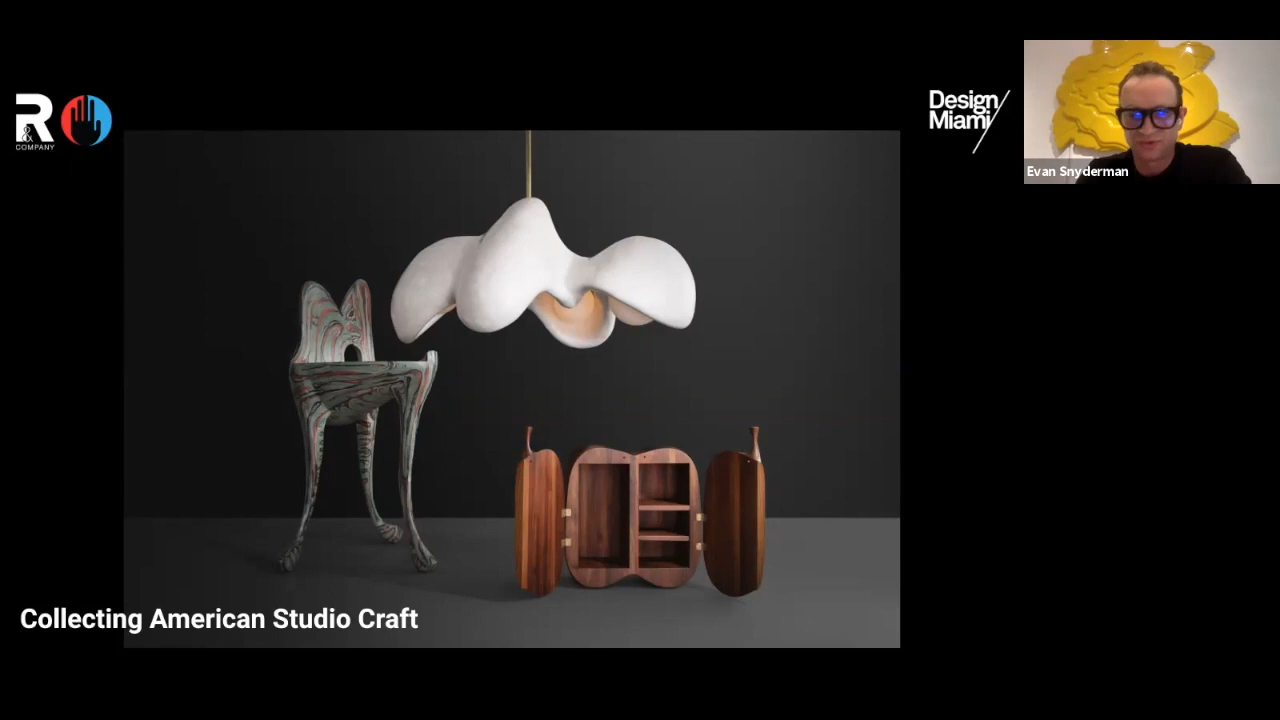 R
&
COMPANY
Design
Miami/
Evan Snyderman
Collecting American Studio Craft